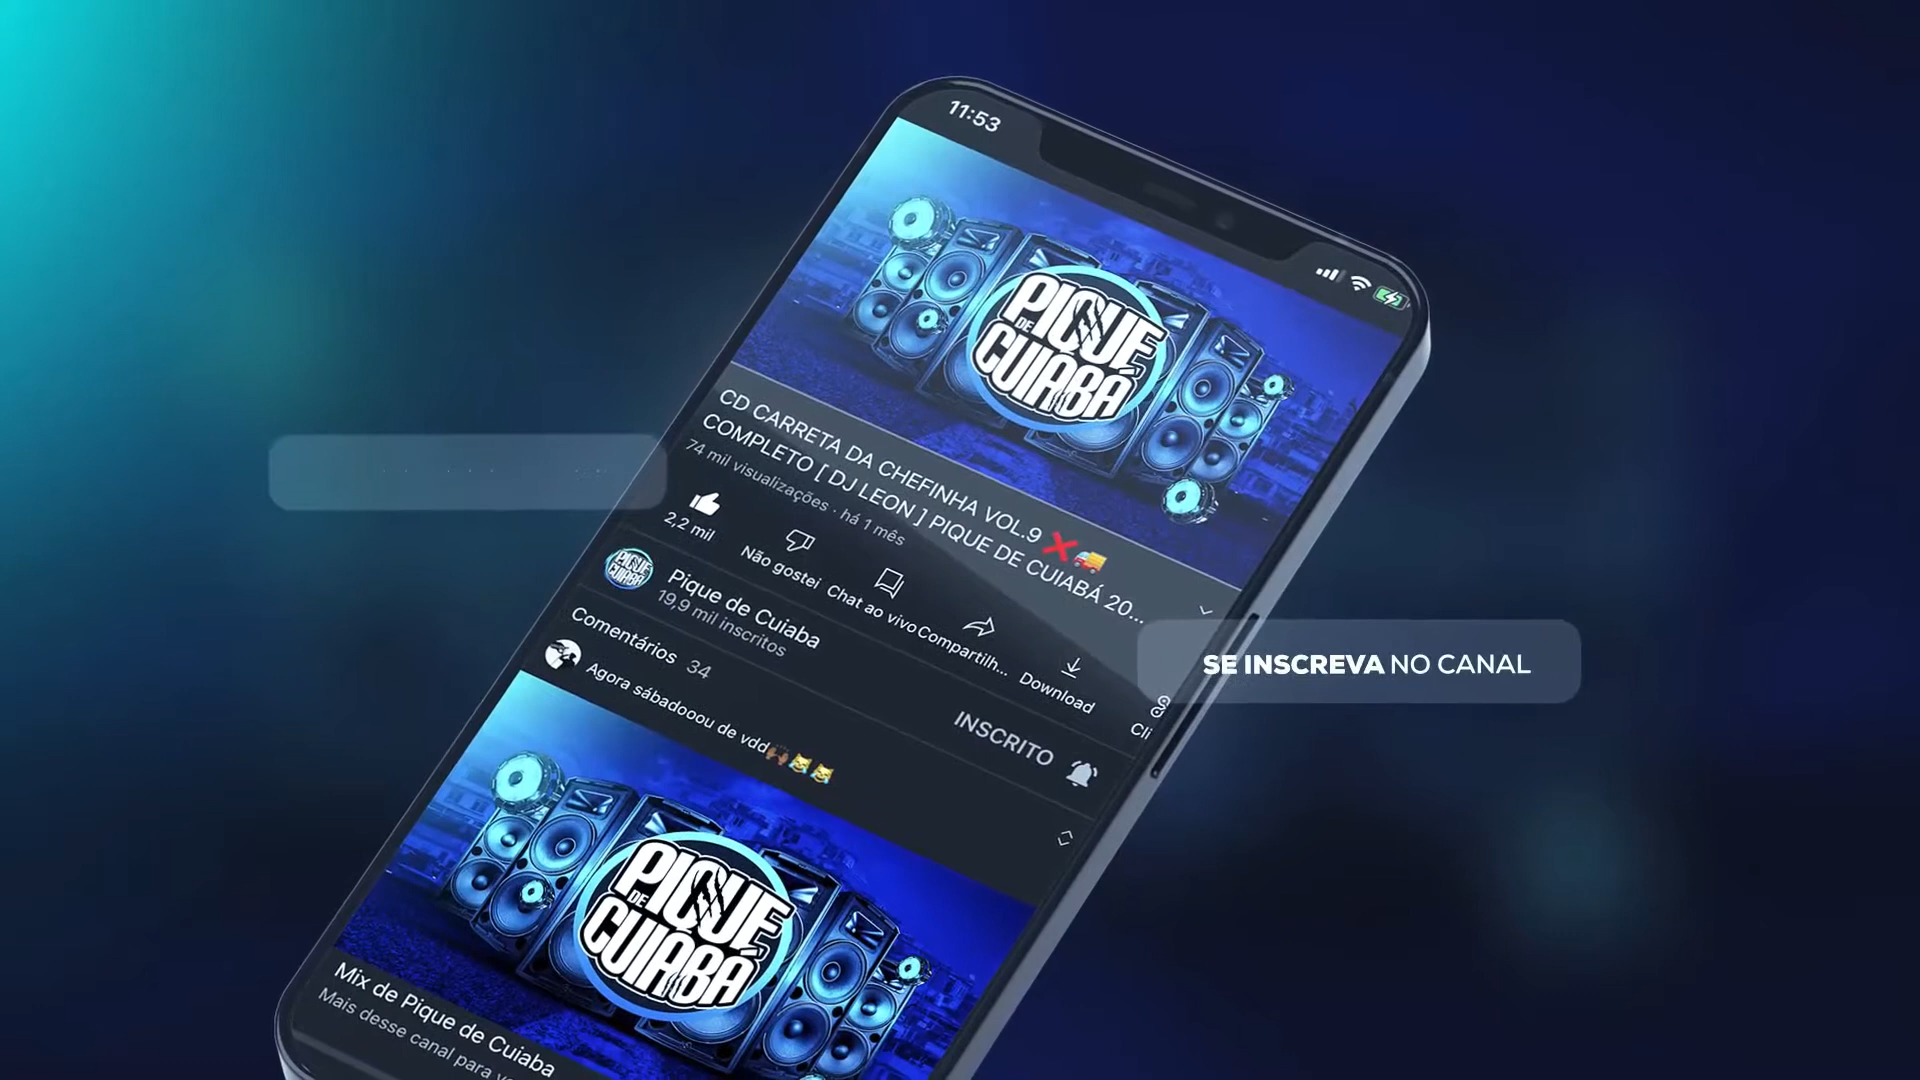 11:53
PIQUE
DE
CUIABÁ
CD CARRETA DA CHEFINHA VOL.9 ❌🚚
COMPLETO [ DJ LEON ] PIQUE DE CUIABÁ 20...
74 mil visualizações · há 1 mês
2,2 mil
Não gostei
Chat ao vivo
Compartilh...
Download
Cli
PIQUE
DE
CUIABÁ
Pique de Cuiaba
19,9 mil inscritos
INSCRITO
Comentários 34
Agora sábadooou de vdd🙌🏾😹😹
SE INSCREVA NO CANAL
PIQUE
DE
CUIABÁ
Mix de Pique de Cuiaba
Mais desse canal para